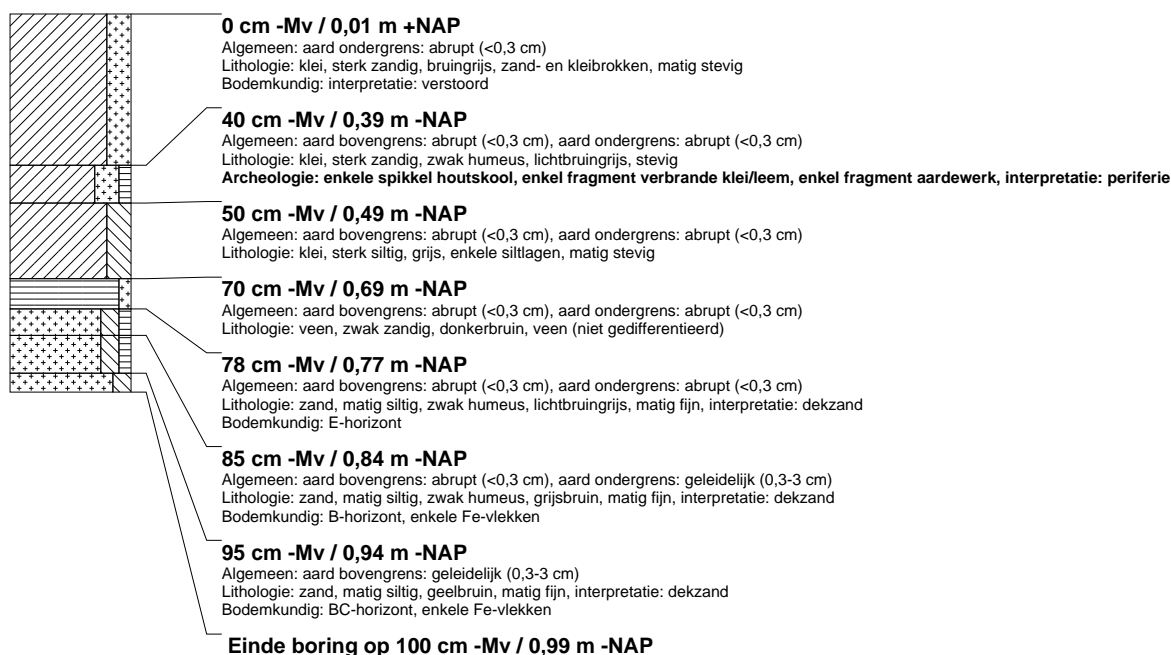 0 cm -Mv / 0,01 m +NAP
Algemeen: aard ondergrens: abrupt (<0,3 cm)
Lithologie: klei, sterk zandig, bruingrijs, zand- en kleibrokken, matig stevig
Bodemkundig: interpretatie: verstoord
40 cm -Mv / 0,39 m -NAP
Algemeen: aard bovengrens: abrupt (<0,3 cm), aard ondergrens: abrupt (<0,3 cm)
Lithologie: klei, sterk zandig, zwak humeus, lichtbruingrijs, stevig
Archeologie: enkele spikkel houtskool, enkel fragment verbrande klei/leem, enkel fragment aardewerk, interpretatie: periferie
50 cm -Mv / 0,49 m -NAP
Algemeen: aard bovengrens: abrupt (<0,3 cm), aard ondergrens: abrupt (<0,3 cm)
Lithologie: klei, sterk siltig, grijs, enkele siltlagen, matig stevig
70 cm -Mv / 0,69 m -NAP
Algemeen: aard bovengrens: abrupt (<0,3 cm), aard ondergrens: abrupt (<0,3 cm)
Lithologie: veen, zwak zandig, donkerbruin, veen (niet gedifferentieerd)
78 cm -Mv / 0,77 m -NAP
Algemeen: aard bovengrens: abrupt (<0,3 cm), aard ondergrens: abrupt (<0,3 cm)
Lithologie: zand, matig siltig, zwak humeus, lichtbruingrijs, matig fijn, interpretatie: dekzand
Bodemkundig: E-horizont
85 cm -Mv / 0,84 m -NAP
Algemeen: aard bovengrens: abrupt (<0,3 cm), aard ondergrens: geleidelijk (0,3-3 cm)
Lithologie: zand, matig siltig, zwak humeus, grijsbruin, matig fijn, interpretatie: dekzand
Bodemkundig: B-horizont, enkele Fe-vlekken
95 cm -Mv / 0,94 m -NAP
Algemeen: aard bovengrens: geleidelijk (0,3-3 cm)
Lithologie: zand, matig siltig, geelbruin, matig fijn, interpretatie: dekzand
Bodemkundig: BC-horizont, enkele Fe-vlekken
Einde boring op 100 cm -Mv / 0,99 m -NAP